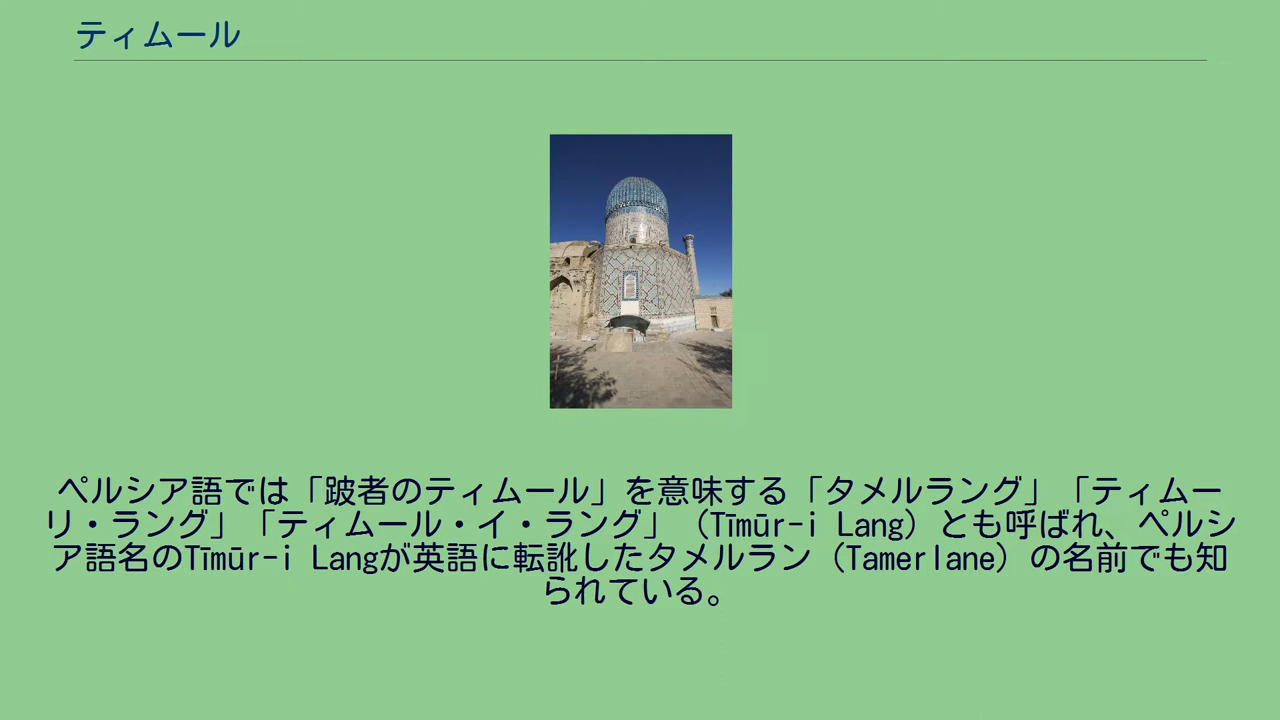 ティムール
ペルシア語では「跛者のティムール」を意味する「タメルラング」「ティムー
リ・ラング」「ティムール・イ・ラング」（Tīmūr-i Lang）とも呼ばれ、ペルシ
ア語名のTīmūr-i Langが英語に転訛したタメルラン（Tamerlane）の名前でも知
られている。